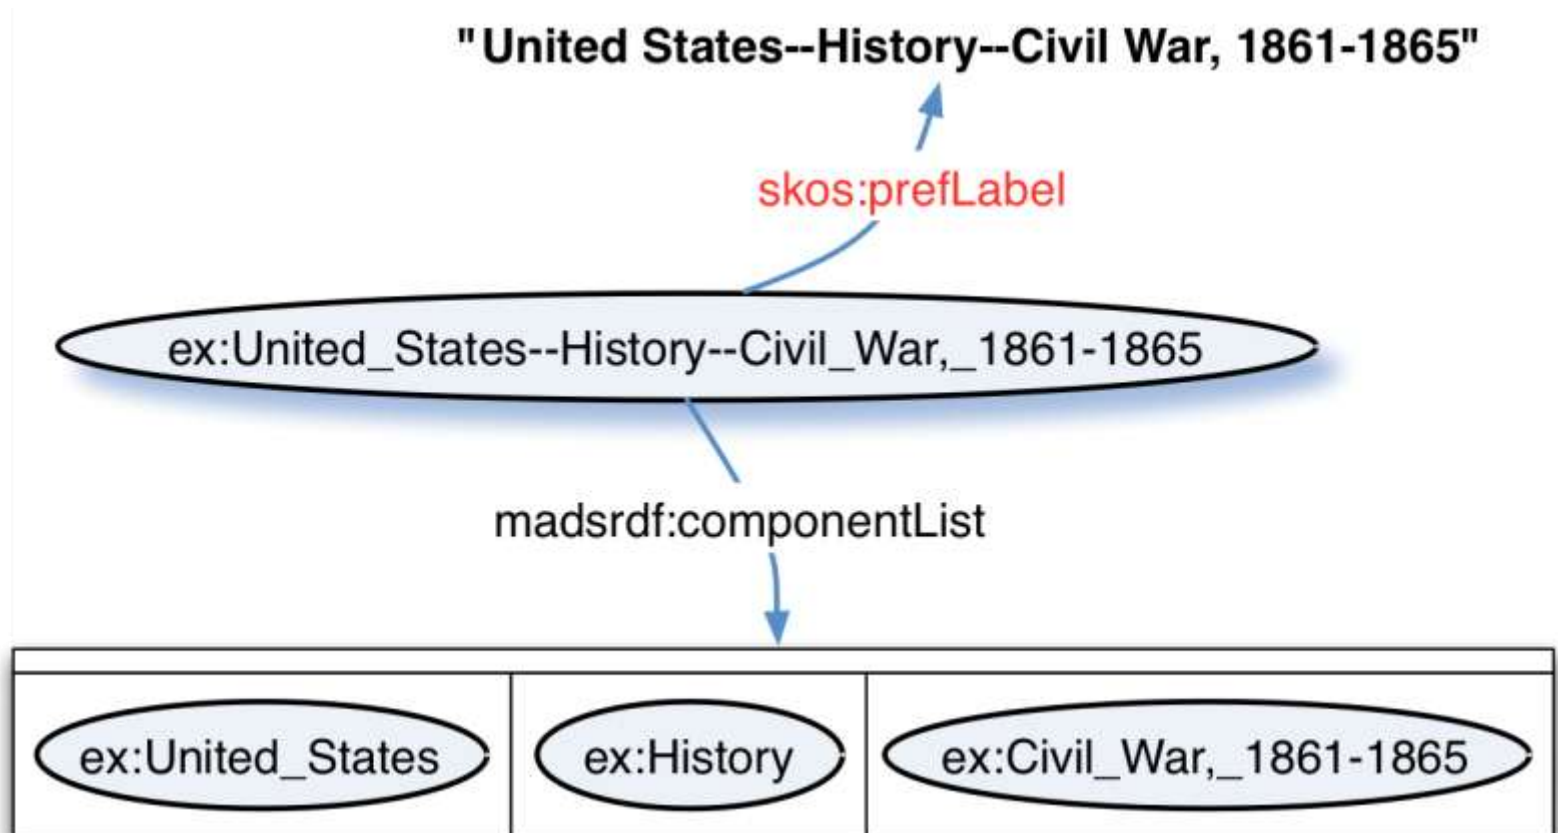 "United States--History--Civil War, 1861-1865"
skos:prefLabel
ex:United_States--History--Civil_War,_1861-1865
madsrdf:componentList
ex:United_States
ex:History
ex:Civil_War,_1861-1865